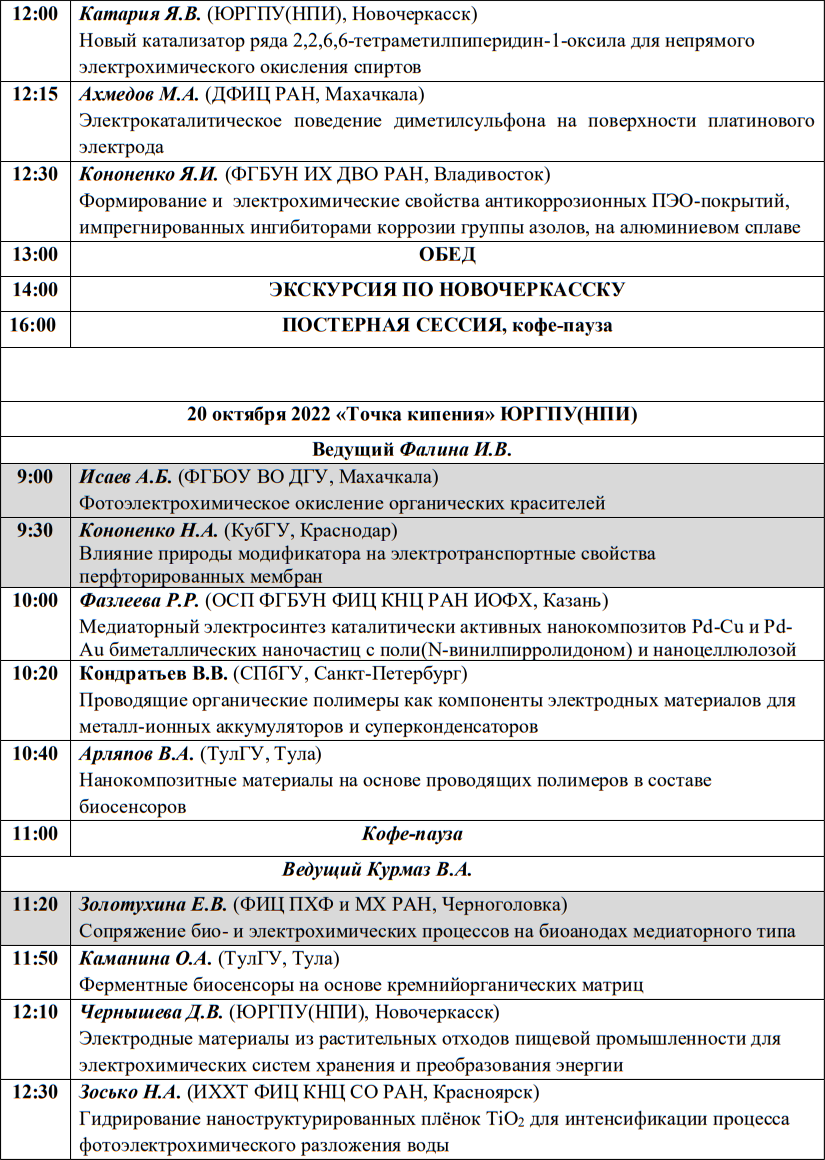 12:00 Катария Я.В. (ЮРГПУ(НПИ), Новочеркасск)
Новый катализатор ряда 2,2,6,6-тетраметилпиперидин-1-оксила для непрямого
электрохимического окисления спиртов
12:15 Ахмедов М.А. (ДФИЦ РАН, Махачкала)
Электрокаталитическое поведение диметилсульфона на поверхности платинового
электрода
12:30 Кононенко Я.И. (ФГБУН ИХ ДВО РАН, Владивосток)
Формирование и электрохимические свойства антикоррозионных ПЭО-покрытий,
импрегнированных ингибиторами коррозии группы азолов, на алюминиевом сплаве
13:00 ОБЕД
14:00 ЭКСКУРСИЯ ПО НОВОЧЕРКАССКУ
16:00 ПОСТЕРНАЯ СЕССИЯ, кофе-пауза
20 октября 2022 «Точка кипения» ЮРГПУ(НПИ)
Ведущий Фалина И.В.
9:00 Исаев А.Б. (ФГБОУ ВО ДГУ, Махачкала)
Фотоэлектрохимическое окисление органических красителей
9:30 Кононенко Н.А. (КубГУ, Краснодар)
Влияние природы модификатора на электротранспортные свойства
перфторированных мембран
10:00 Фазлеева Р.Р. (ОСП ФГБУН ФИЦ КНЦ РАН ИОФХ, Казань)
Медиаторный электросинтез каталитически активных нанокомпозитов Pd-Cu и Pd-
Au биметаллических наночастиц с поли(N-винилпирролидоном) и наноцеллюлозой
10:20 Кондратьев В.В. (СПбГУ, Санкт-Петербург)
Проводящие органические полимеры как компоненты электродных материалов для
металл-ионных аккумуляторов и суперконденсаторов
10:40 Арляпов В.А. (ТулГУ, Тула)
Нанокомпозитные материалы на основе проводящих полимеров в составе
биосенсоров
11:00 Кофе-пауза
Ведущий Курмаз В.А.
11:20 Золотухина Е.В. (ФИЦ ПХФ и МХ РАН, Черноголовка)
Сопряжение био- и электрохимических процессов на биоанодах медиаторного типа
11:50 Каманина О.А. (ТулГУ, Тула)
Ферментные биосенсоры на основе кремнийорганических матриц
12:10 Чернышева Д.В. (ЮРГПУ(НПИ), Новочеркасск)
Электродные материалы из растительных отходов пищевой промышленности для
электрохимических систем хранения и преобразования энергии
12:30 Зосько Н.А. (ИХХТ ФИЦ КНЦ СО РАН, Красноярск)
Гидрирование наноструктурированных плёнок TiO₂ для интенсификации процесса
фотоэлектрохимического разложения воды